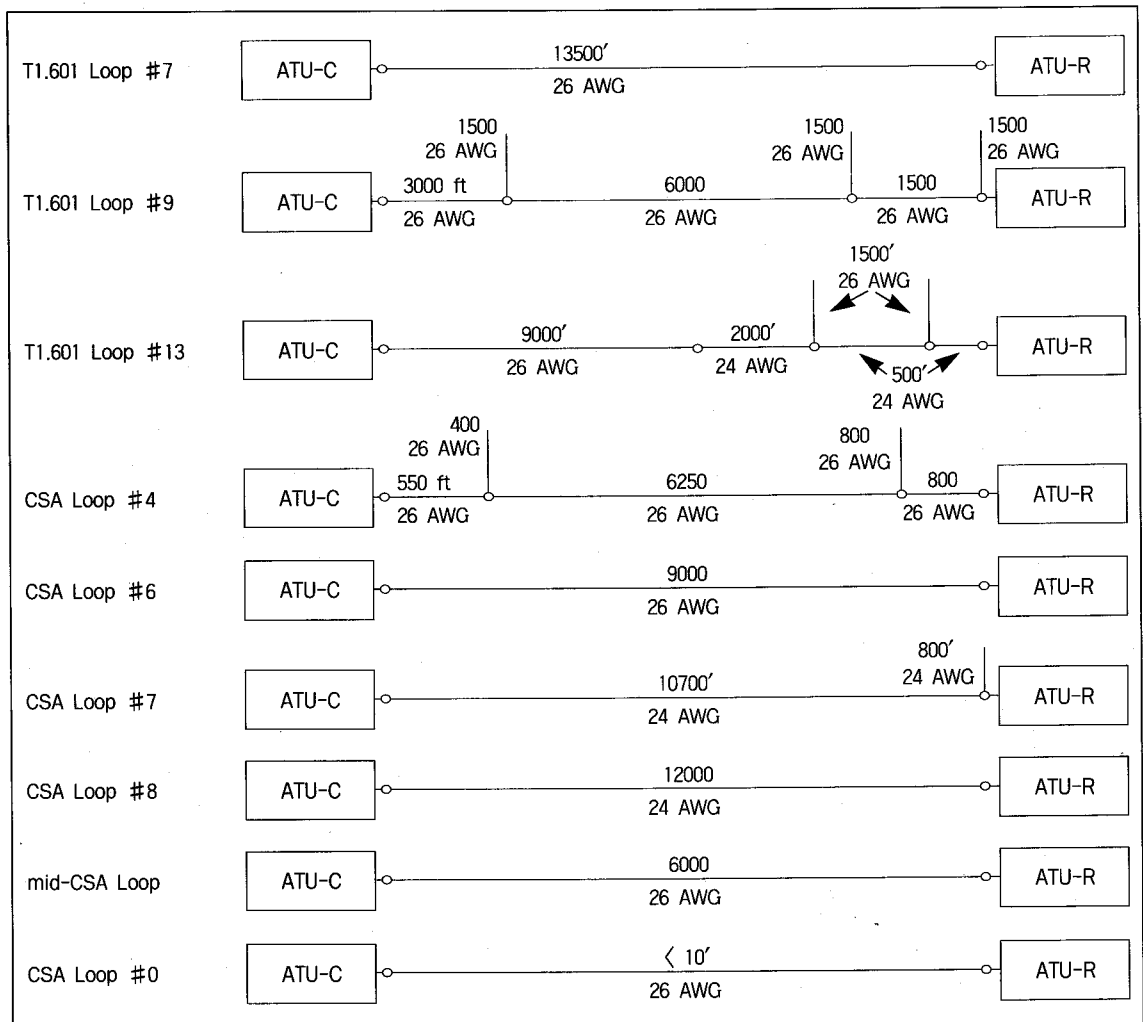 T1.601 Loop #7
ATU-C
13500′
26 AWG
ATU-R
T1.601 Loop #9
ATU-C
3000 ft
26 AWG
1500
26 AWG
6000
26 AWG
1500
26 AWG
1500
26 AWG
1500
26 AWG
ATU-R
T1.601 Loop #13
ATU-C
9000′
26 AWG
2000′
24 AWG
1500′
26 AWG
500′
24 AWG
ATU-R
CSA Loop #4
ATU-C
550 ft
26 AWG
400
26 AWG
6250
26 AWG
800
26 AWG
800
26 AWG
ATU-R
CSA Loop #6
ATU-C
9000
26 AWG
ATU-R
CSA Loop #7
ATU-C
10700′
24 AWG
800′
24 AWG
ATU-R
CSA Loop #8
ATU-C
12000
24 AWG
ATU-R
mid-CSA Loop
ATU-C
6000
26 AWG
ATU-R
CSA Loop #0
ATU-C
< 10′
26 AWG
ATU-R